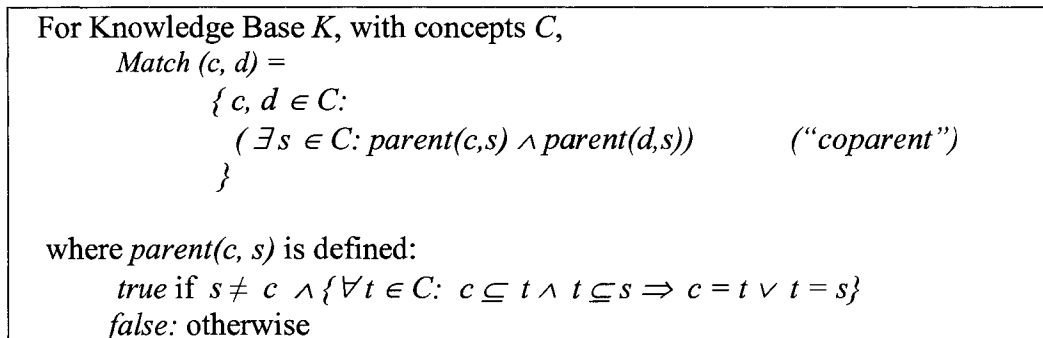 For Knowledge Base K, with concepts C,
Match (c, d) =
{ c, d ∈ C:
( ∃ s ∈ C: parent(c,s) ∧ parent(d,s)) ("coparent")
}
where parent(c, s) is defined:
true if s ≠ c ∧ { ∀ t ∈ C: c ⊆ t ∧ t ⊆ s ⇒ c = t ∨ t = s}
false: otherwise